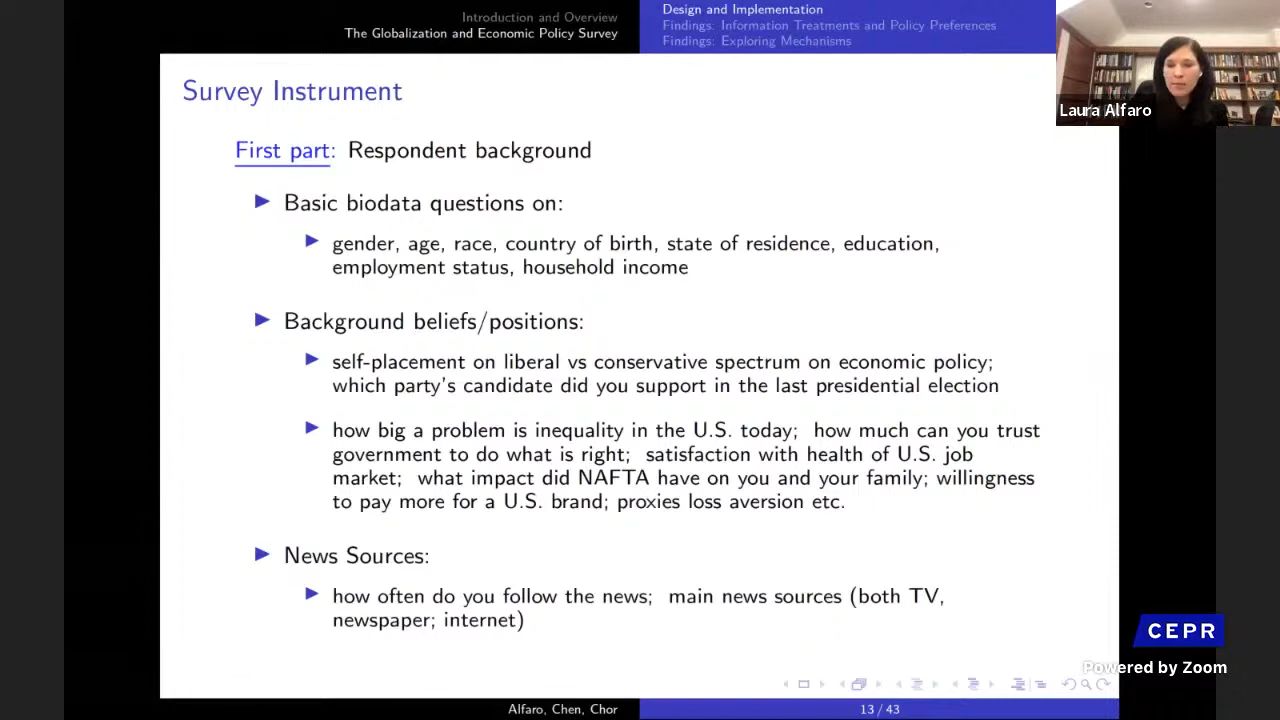 Introduction and Overview
The Globalization and Economic Policy Survey
Design and Implementation
Findings: Information Treatments and Policy Preferences
Findings: Exploring Mechanisms
Laura Alfaro
Survey Instrument
First part: Respondent background
Basic biodata questions on:
gender, age, race, country of birth, state of residence, education,
employment status, household income
Background beliefs/positions:
self-placement on liberal vs conservative spectrum on economic policy;
which party's candidate did you support in the last presidential election
how big a problem is inequality in the U.S. today; how much can you trust
government to do what is right; satisfaction with health of U.S. job
market; what impact did NAFTA have on you and your family; willingness
to pay more for a U.S. brand; proxies loss aversion etc.
News Sources:
how often do you follow the news; main news sources (both TV,
newspaper; internet)
CEPR
Powered by Zoom
Alfaro, Chen, Chor
13 / 43